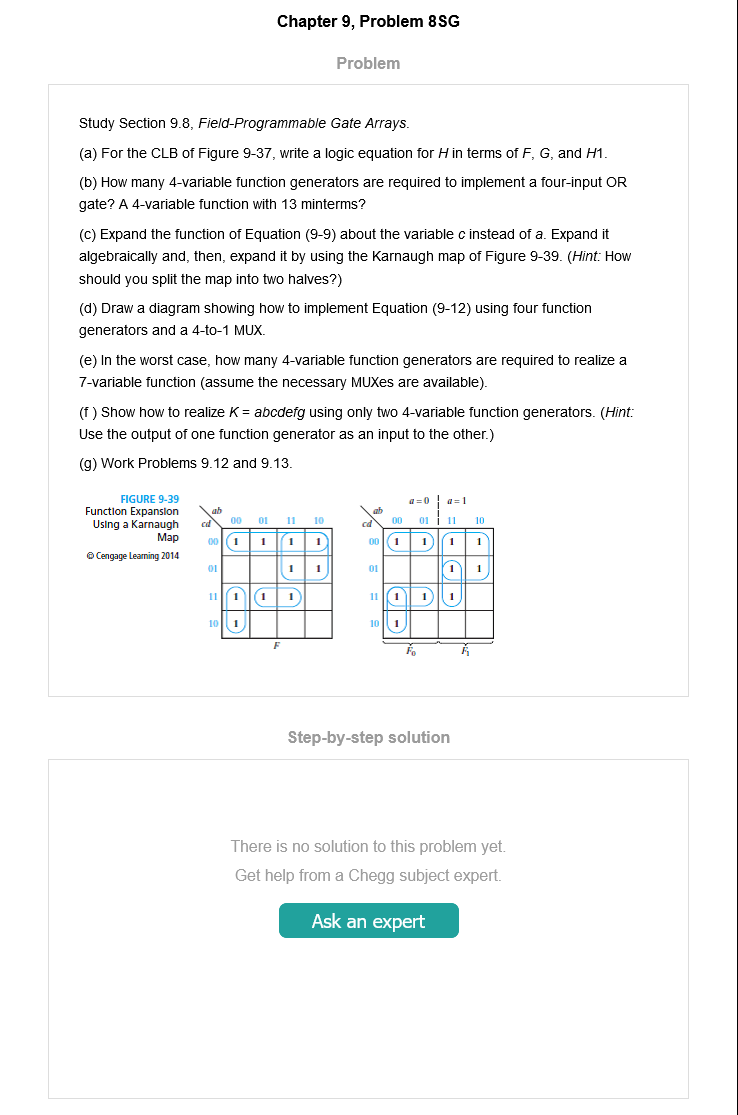 Chapter 9, Problem 8SG
Problem
Study Section 9.8, Field-Programmable Gate Arrays.
(a) For the CLB of Figure 9-37, write a logic equation for H in terms of F, G, and H1.
(b) How many 4-variable function generators are required to implement a four-input OR
gate? A 4-variable function with 13 minterms?
(c) Expand the function of Equation (9-9) about the variable c instead of a. Expand it
algebraically and, then, expand it by using the Karnaugh map of Figure 9-39. (Hint: How
should you split the map into two halves?)
(d) Draw a diagram showing how to implement Equation (9-12) using four function
generators and a 4-to-1 MUX.
(e) In the worst case, how many 4-variable function generators are required to realize a
7-variable function (assume the necessary MUXes are available).
(f ) Show how to realize K = abcdefg using only two 4-variable function generators. (Hint:
Use the output of one function generator as an input to the other.)
(g) Work Problems 9.12 and 9.13.
FIGURE 9-39
Function Expansion
Using a Karnaugh
Map
© Cengage Learning 2014
ab
cd
00 01 11 10
00 1 1 1 1
01 1 1
11 1 1 1
10 1
F
a = 0 a = 1
ab
cd
00 01 11 10
00 1 1 1 1
01 1 1
11 1 1 1
10 1
F₀ F₁
Step-by-step solution
There is no solution to this problem yet.
Get help from a Chegg subject expert.
Ask an expert